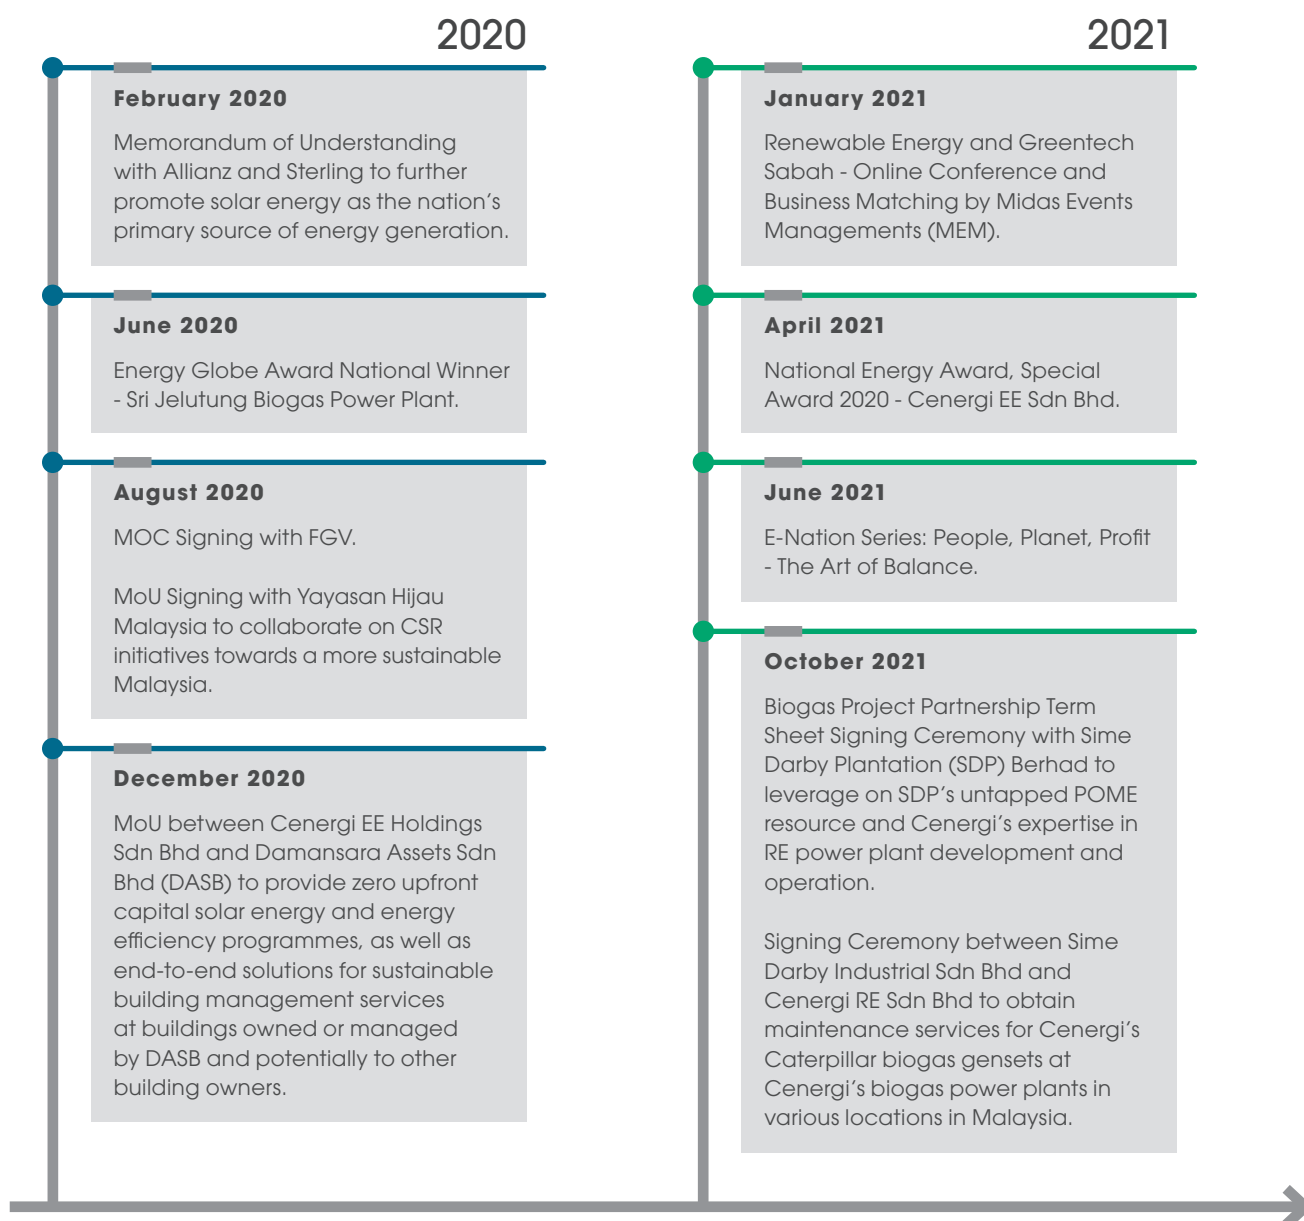 2020
February 2020
Memorandum of Understanding
with Allianz and Sterling to further
promote solar energy as the nation’s
primary source of energy generation.
June 2020
Energy Globe Award National Winner
- Sri Jelutung Biogas Power Plant.
August 2020
MOC Signing with FGV.
MoU Signing with Yayasan Hijau
Malaysia to collaborate on CSR
initiatives towards a more sustainable
Malaysia.
December 2020
MoU between Cenergi EE Holdings
Sdn Bhd and Damansara Assets Sdn
Bhd (DASB) to provide zero upfront
capital solar energy and energy
efficiency programmes, as well as
end-to-end solutions for sustainable
building management services
at buildings owned or managed
by DASB and potentially to other
building owners.
2021
January 2021
Renewable Energy and Greentech
Sabah - Online Conference and
Business Matching by Midas Events
Managements (MEM).
April 2021
National Energy Award, Special
Award 2020 - Cenergi EE Sdn Bhd.
June 2021
E-Nation Series: People, Planet, Profit
- The Art of Balance.
October 2021
Biogas Project Partnership Term
Sheet Signing Ceremony with Sime
Darby Plantation (SDP) Berhad to
leverage on SDP’s untapped POME
resource and Cenergi’s expertise in
RE power plant development and
operation.
Signing Ceremony between Sime
Darby Industrial Sdn Bhd and
Cenergi RE Sdn Bhd to obtain
maintenance services for Cenergi’s
Caterpillar biogas gensets at
Cenergi’s biogas power plants in
various locations in Malaysia.